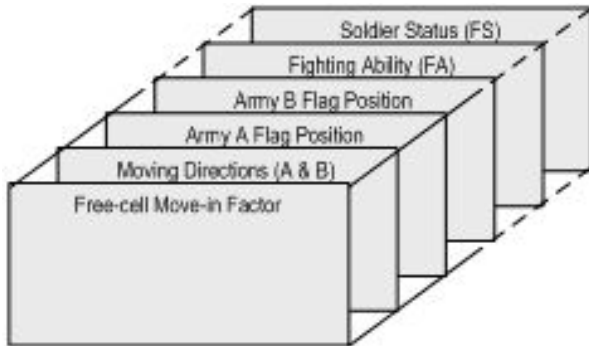 Soldier Status (FS)
Fighting Ability (FA)
Army B Flag Position
Army A Flag Position
Moving Directions (A & B)
Free-cell Move-in Factor